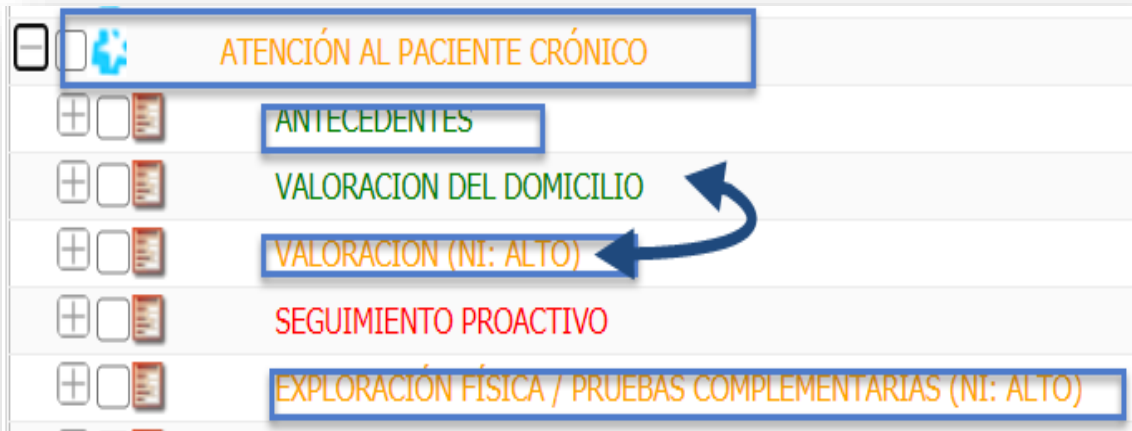 ATENCIÓN AL PACIENTE CRÓNICO
ANTECEDENTES
VALORACION DEL DOMICILIO
VALORACION (NI: ALTO)
SEGUIMIENTO PROACTIVO
EXPLORACIÓN FÍSICA / PRUEBAS COMPLEMENTARIAS (NI: ALTO)